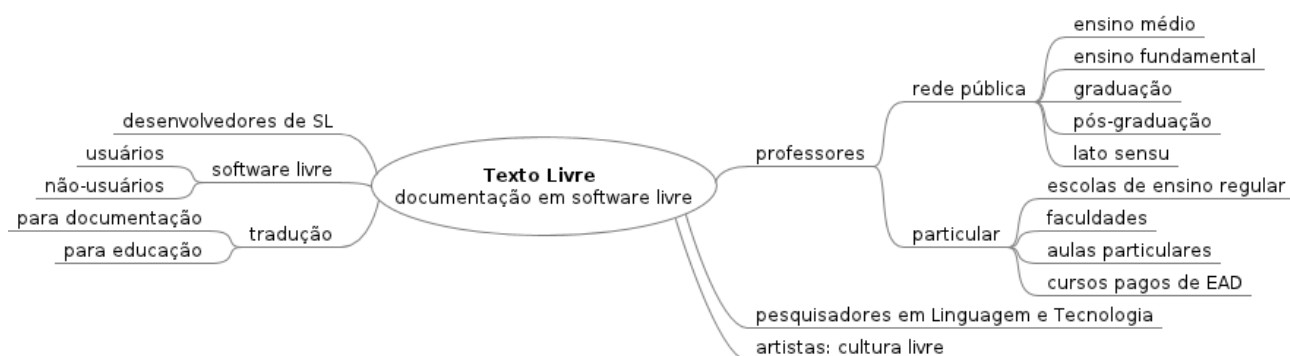 Texto Livre
documentação em software livre
desenvolvedores de SL
software livre
usuários
não-usuários
tradução
para documentação
para educação
professores
rede pública
ensino médio
ensino fundamental
graduação
pós-graduação
lato sensu
particular
escolas de ensino regular
faculdades
aulas particulares
cursos pagos de EAD
pesquisadores em Linguagem e Tecnologia
artistas: cultura livre